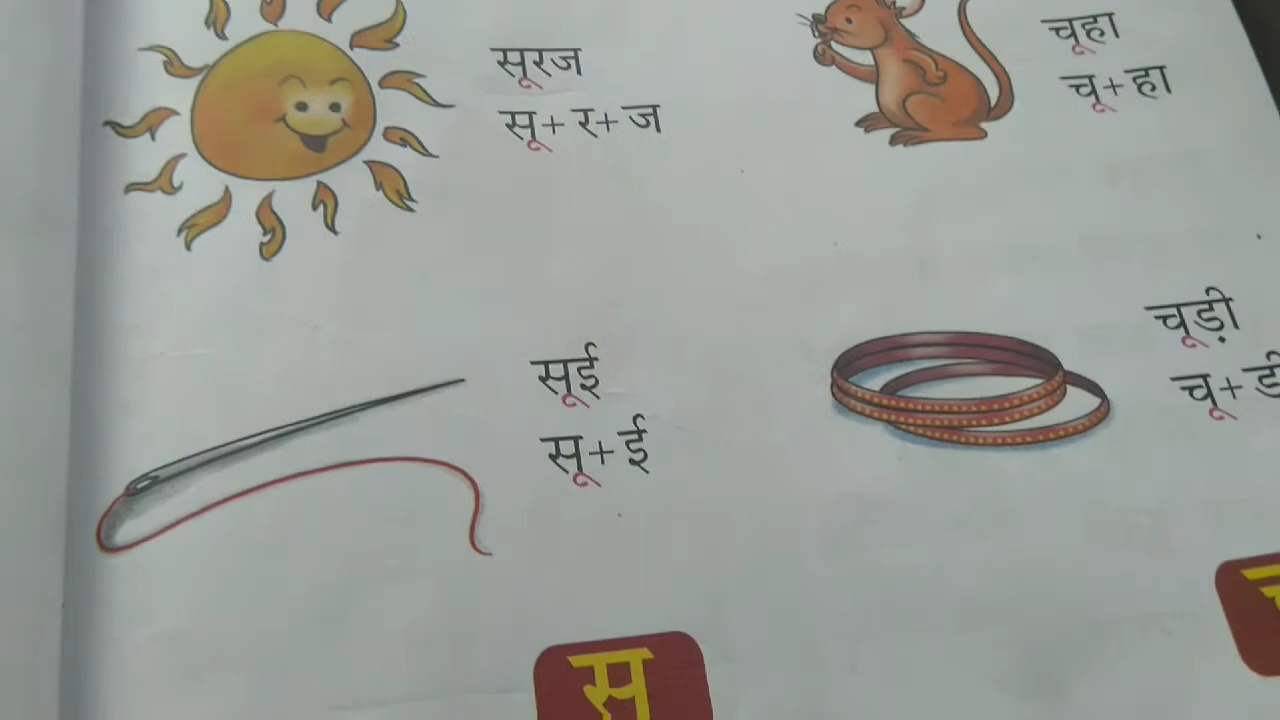 सूरज
सू + र + ज
चूहा
चू + हा
सूई
सू + ई
चूड़ी
चू +
स